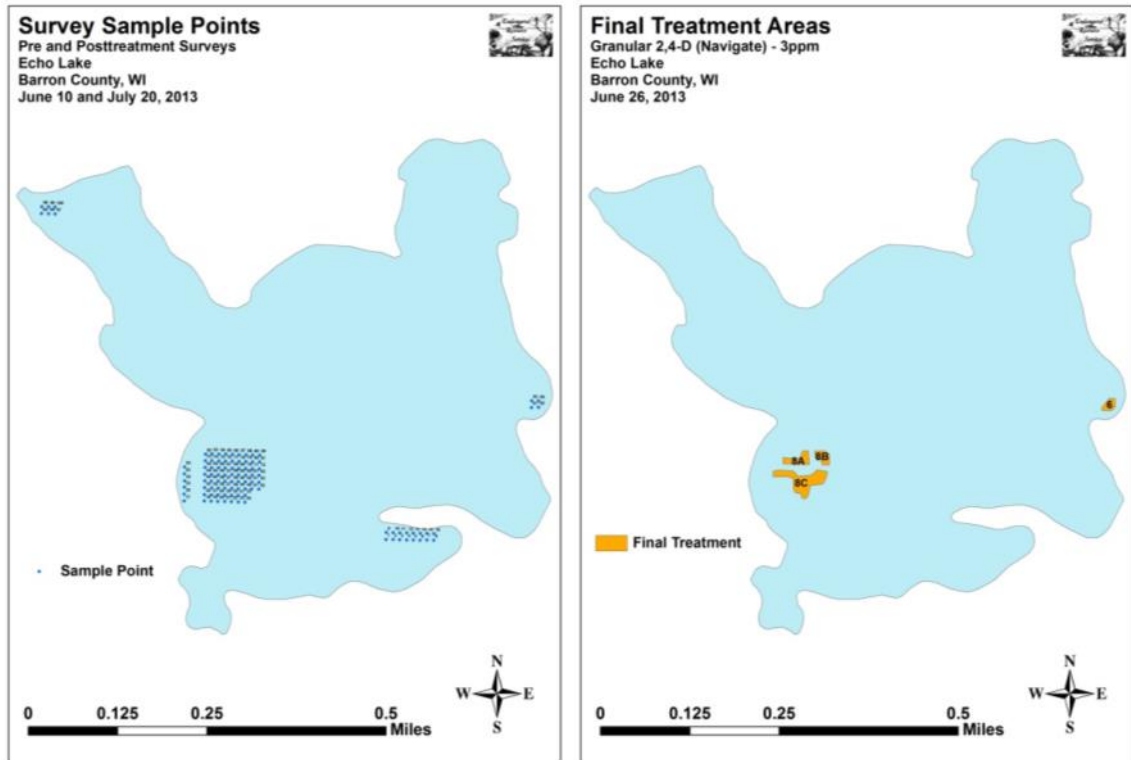 Survey Sample Points
Pre and Posttreatment Surveys
Echo Lake
Barron County, WI
June 10 and July 20, 2013
Sample Point
N
W E
S
0 0.125 0.25 0.5
Miles
Final Treatment Areas
Granular 2,4-D (Navigate) - 3ppm
Echo Lake
Barron County, WI
June 26, 2013
6
8A
8B
8C
Final Treatment
N
W E
S
0 0.125 0.25 0.5
Miles